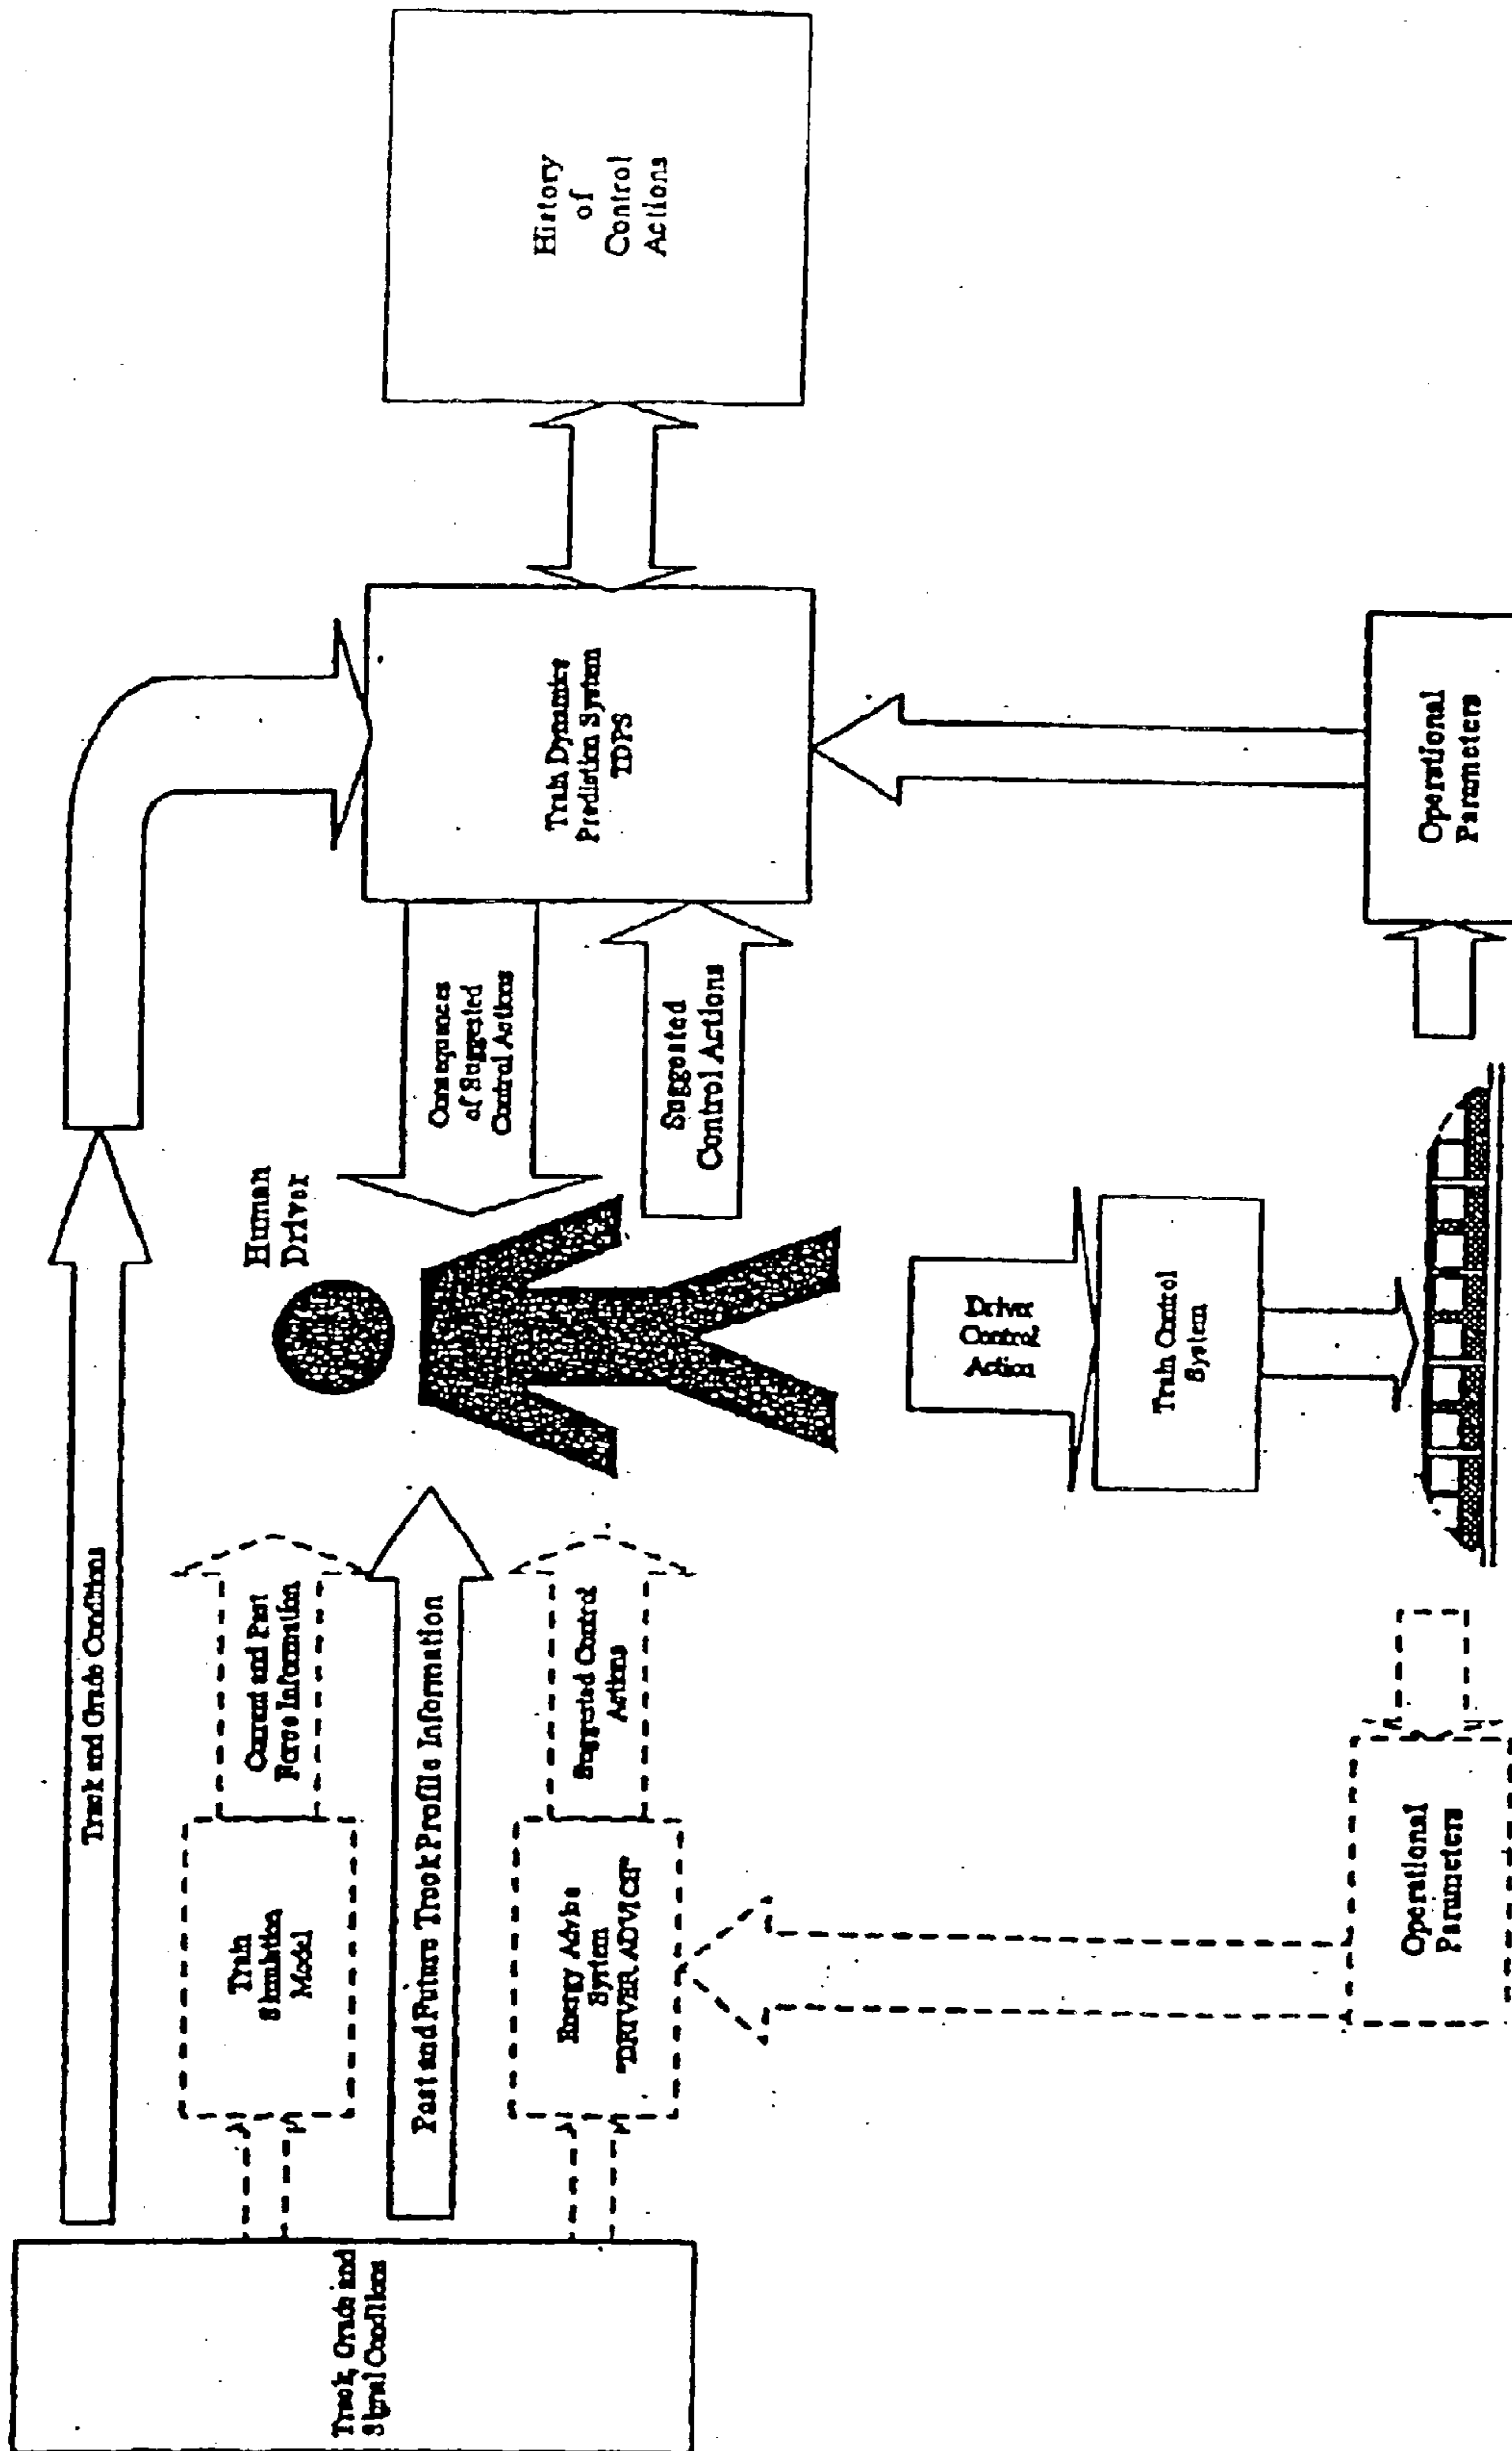 Track, Grade and
Signal Conditions
Track and Grade Conditions
Train
Simulation
Model
Current and Past
Force Information
Past and Future Track Profile Information
Energy Advise
System
"DRIVER ADVICE"
Suggested Control
Actions
Operational
Parameters
Human
Driver
Consequences
of Suggested
Control Actions
Suggested
Control Actions
Driver
Control
Action
Train Control
System
Train Dynamics
Prediction System
TDPS
History
of
Control
Actions
Operational
Parameters